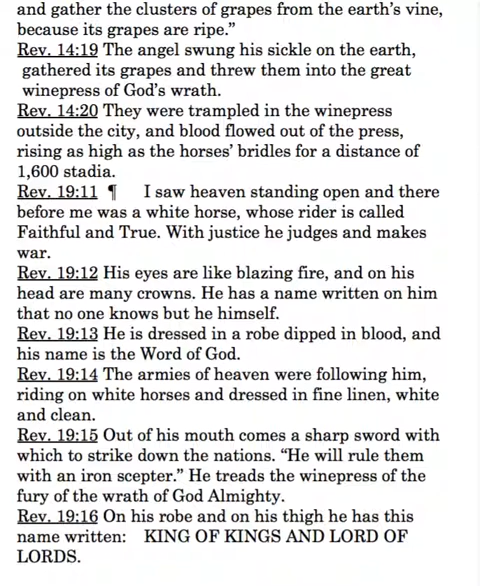 and gather the clusters of grapes from the earth’s vine,
because its grapes are ripe.”
Rev. 14:19 The angel swung his sickle on the earth,
gathered its grapes and threw them into the great
winepress of God’s wrath.
Rev. 14:20 They were trampled in the winepress
outside the city, and blood flowed out of the press,
rising as high as the horses’ bridles for a distance of
1,600 stadia.
Rev. 19:11 ¶ I saw heaven standing open and there
before me was a white horse, whose rider is called
Faithful and True. With justice he judges and makes
war.
Rev. 19:12 His eyes are like blazing fire, and on his
head are many crowns. He has a name written on him
that no one knows but he himself.
Rev. 19:13 He is dressed in a robe dipped in blood, and
his name is the Word of God.
Rev. 19:14 The armies of heaven were following him,
riding on white horses and dressed in fine linen, white
and clean.
Rev. 19:15 Out of his mouth comes a sharp sword with
which to strike down the nations. “He will rule them
with an iron scepter.” He treads the winepress of the
fury of the wrath of God Almighty.
Rev. 19:16 On his robe and on his thigh he has this
name written: KING OF KINGS AND LORD OF
LORDS.